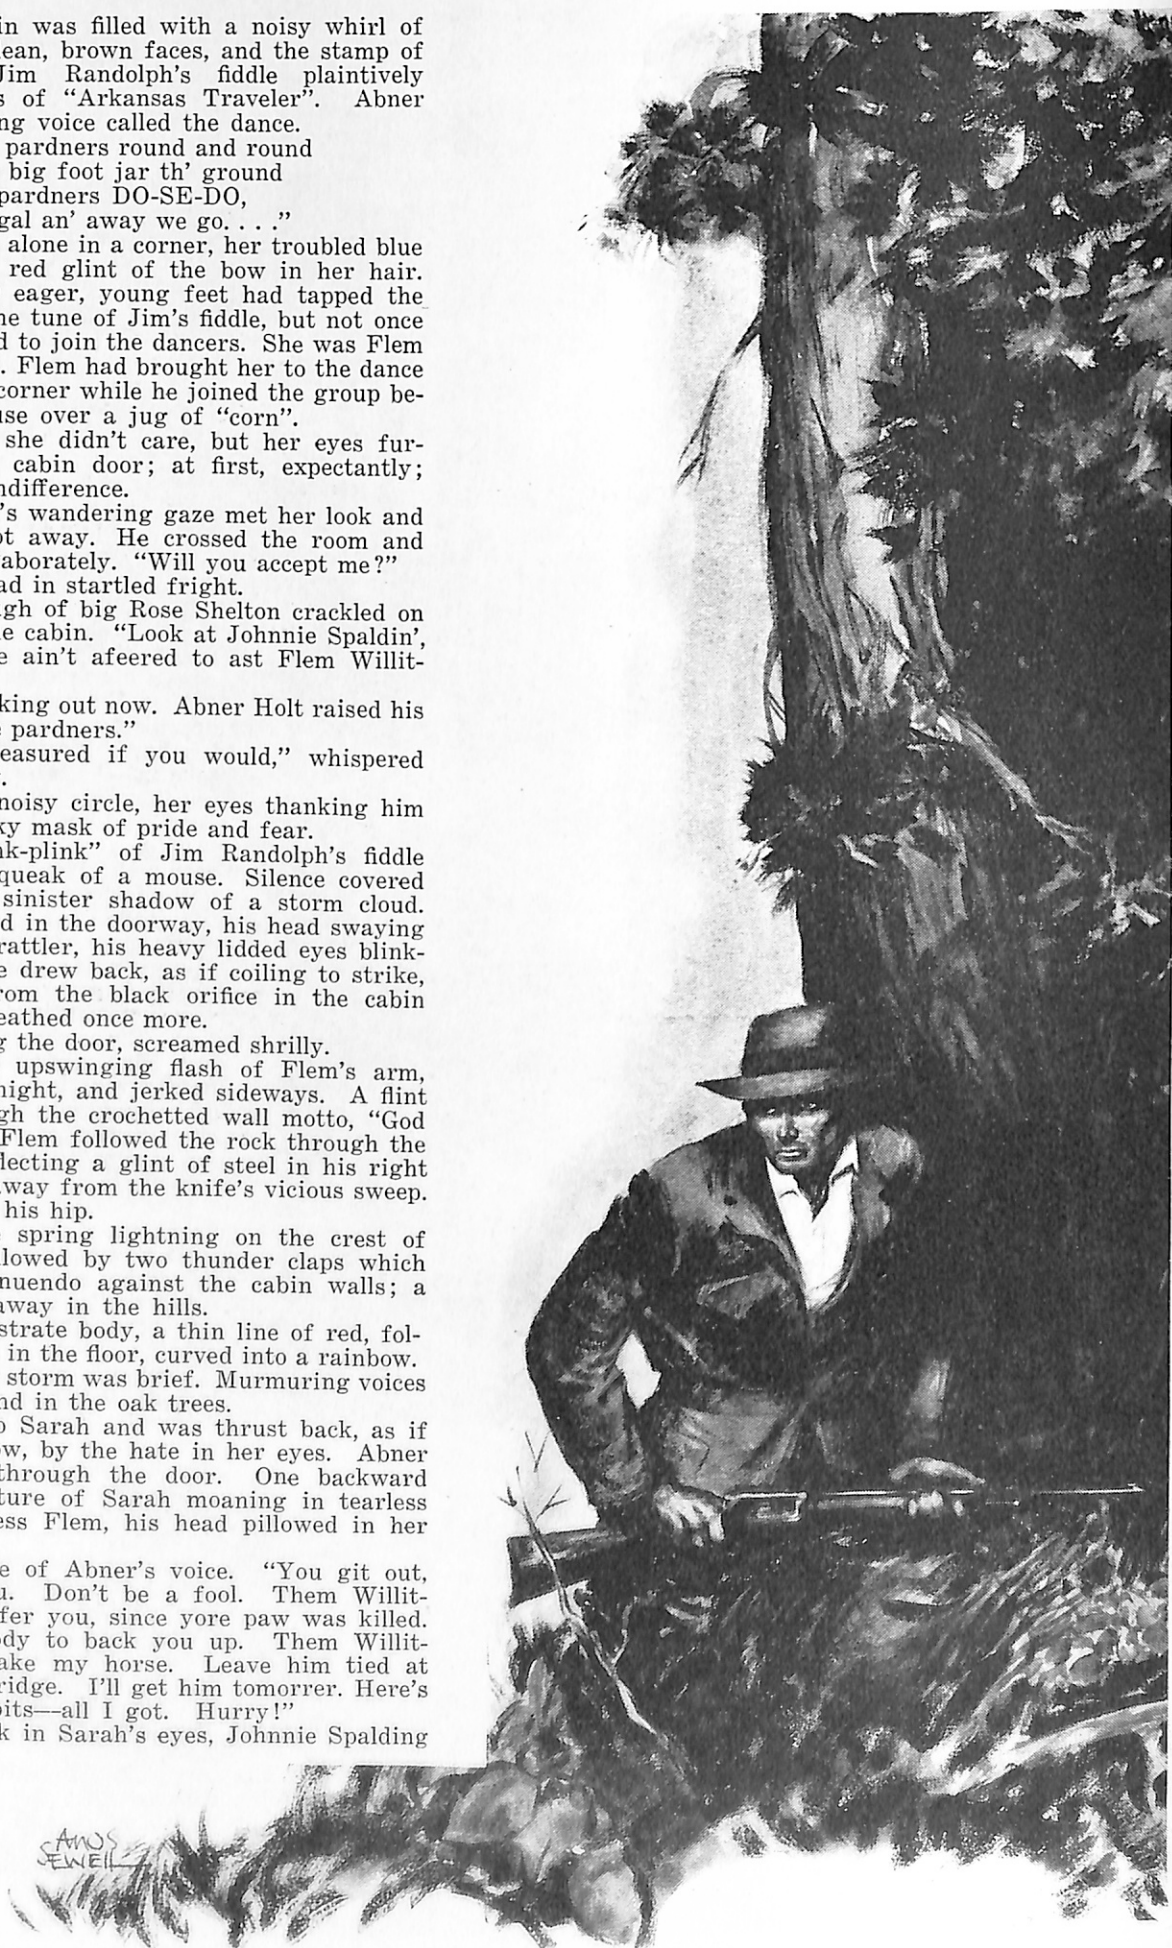 in was filled with a noisy whirl of
ean, brown faces, and the stamp of
Jim Randolph's fiddle plaintively
s of “Arkansas Traveler”. Abner
ng voice called the dance.
pardners round and round
big foot jar th' ground
pardners DO-SE-DO,
gal an' away we go. . . .”
alone in a corner, her troubled blue
red glint of the bow in her hair.
eager, young feet had tapped the
he tune of Jim's fiddle, but not once
d to join the dancers. She was Flem
. Flem had brought her to the dance
corner while he joined the group be-
use over a jug of “corn”.
she didn't care, but her eyes fur-
cabin door; at first, expectantly;
ndifference.
's wandering gaze met her look and
ot away. He crossed the room and
aborately. “Will you accept me?”
ad in startled fright.
ugh of big Rose Shelton crackled on
e cabin. “Look at Johnnie Spaldin',
e ain't afeered to ast Flem Willit-
king out now. Abner Holt raised his
e pardners.”
easured if you would,” whispered
.
noisy circle, her eyes thanking him
ky mask of pride and fear.
nk-plink” of Jim Randolph's fiddle
queak of a mouse. Silence covered
sinister shadow of a storm cloud.
d in the doorway, his head swaying
rattler, his heavy lidded eyes blink-
e drew back, as if coiling to strike,
rom the black orifice in the cabin
eathed once more.
g the door, screamed shrilly.
upswinging flash of Flem's arm,
night, and jerked sideways. A flint
gh the crochetted wall motto, “God
Flem followed the rock through the
lecting a glint of steel in his right
way from the knife's vicious sweep.
his hip.
e spring lightning on the crest of
llowed by two thunder claps which
nuendo against the cabin walls; a
away in the hills.
strate body, a thin line of red, fol-
in the floor, curved into a rainbow.
storm was brief. Murmuring voices
nd in the oak trees.
o Sarah and was thrust back, as if
ow, by the hate in her eyes. Abner
through the door. One backward
ture of Sarah moaning in tearless
ess Flem, his head pillowed in her
e of Abner's voice. “You git out,
u. Don't be a fool. Them Willit-
fer you, since yore paw was killed.
dy to back you up. Them Willit-
ake my horse. Leave him tied at
ridge. I'll get him tomorrer. Here's
bits—all I got. Hurry!”
k in Sarah's eyes, Johnnie Spalding
AMOS
SEWELL